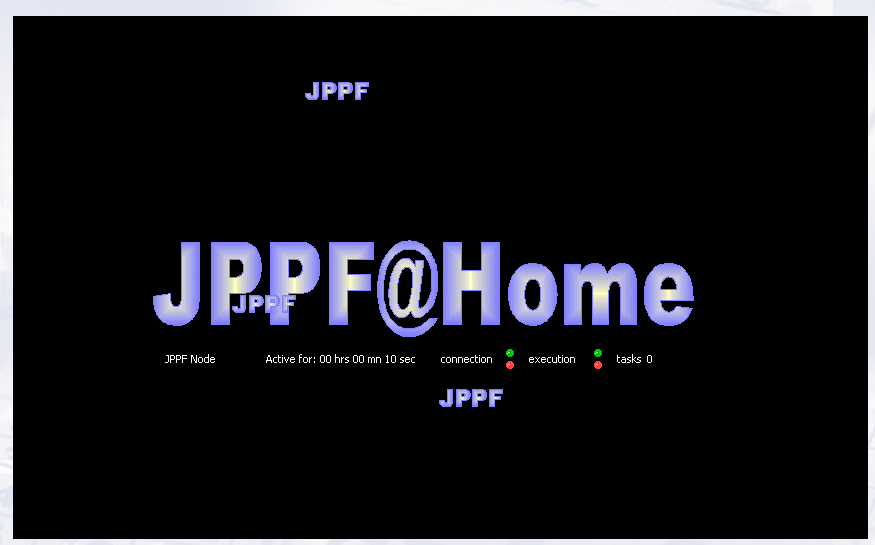 JPPF
JPPF@Home
JPPF
JPPF Node Active for: 00 hrs 00 mn 10 sec connection execution tasks 0
JPPF